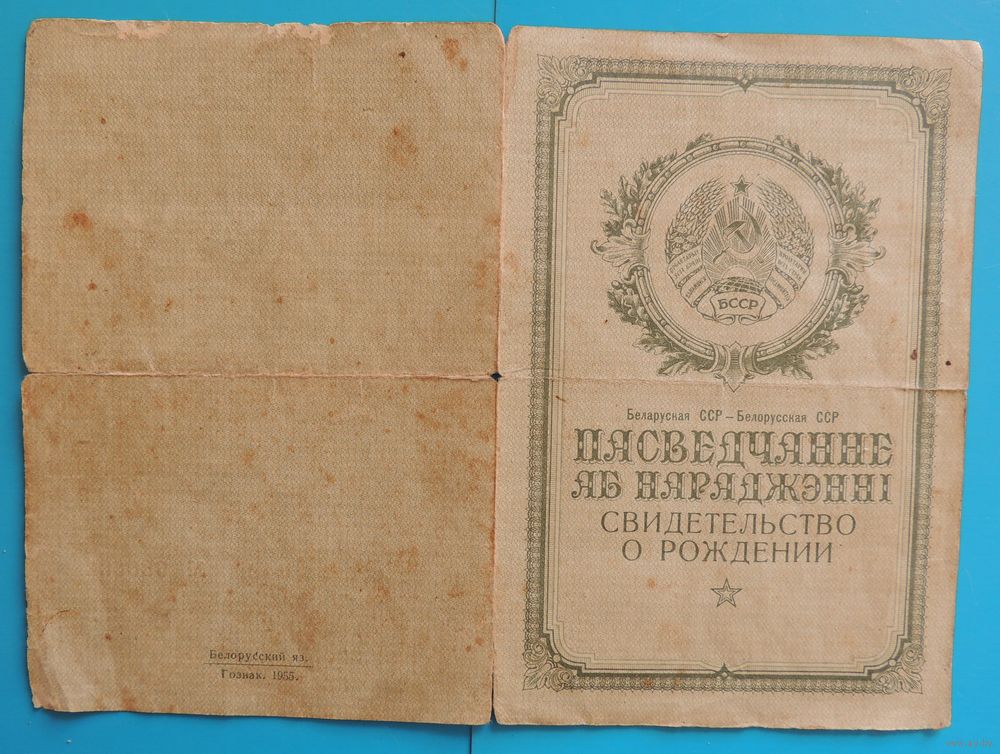 Белорусский яз.
Гознак. 1955.
БССР
Беларуская ССР – Белорусская ССР
ПАСВЕДЧАННЕ
АБ НАРАДЖЭННІ
СВИДЕТЕЛЬСТВО
О РОЖДЕНИИ